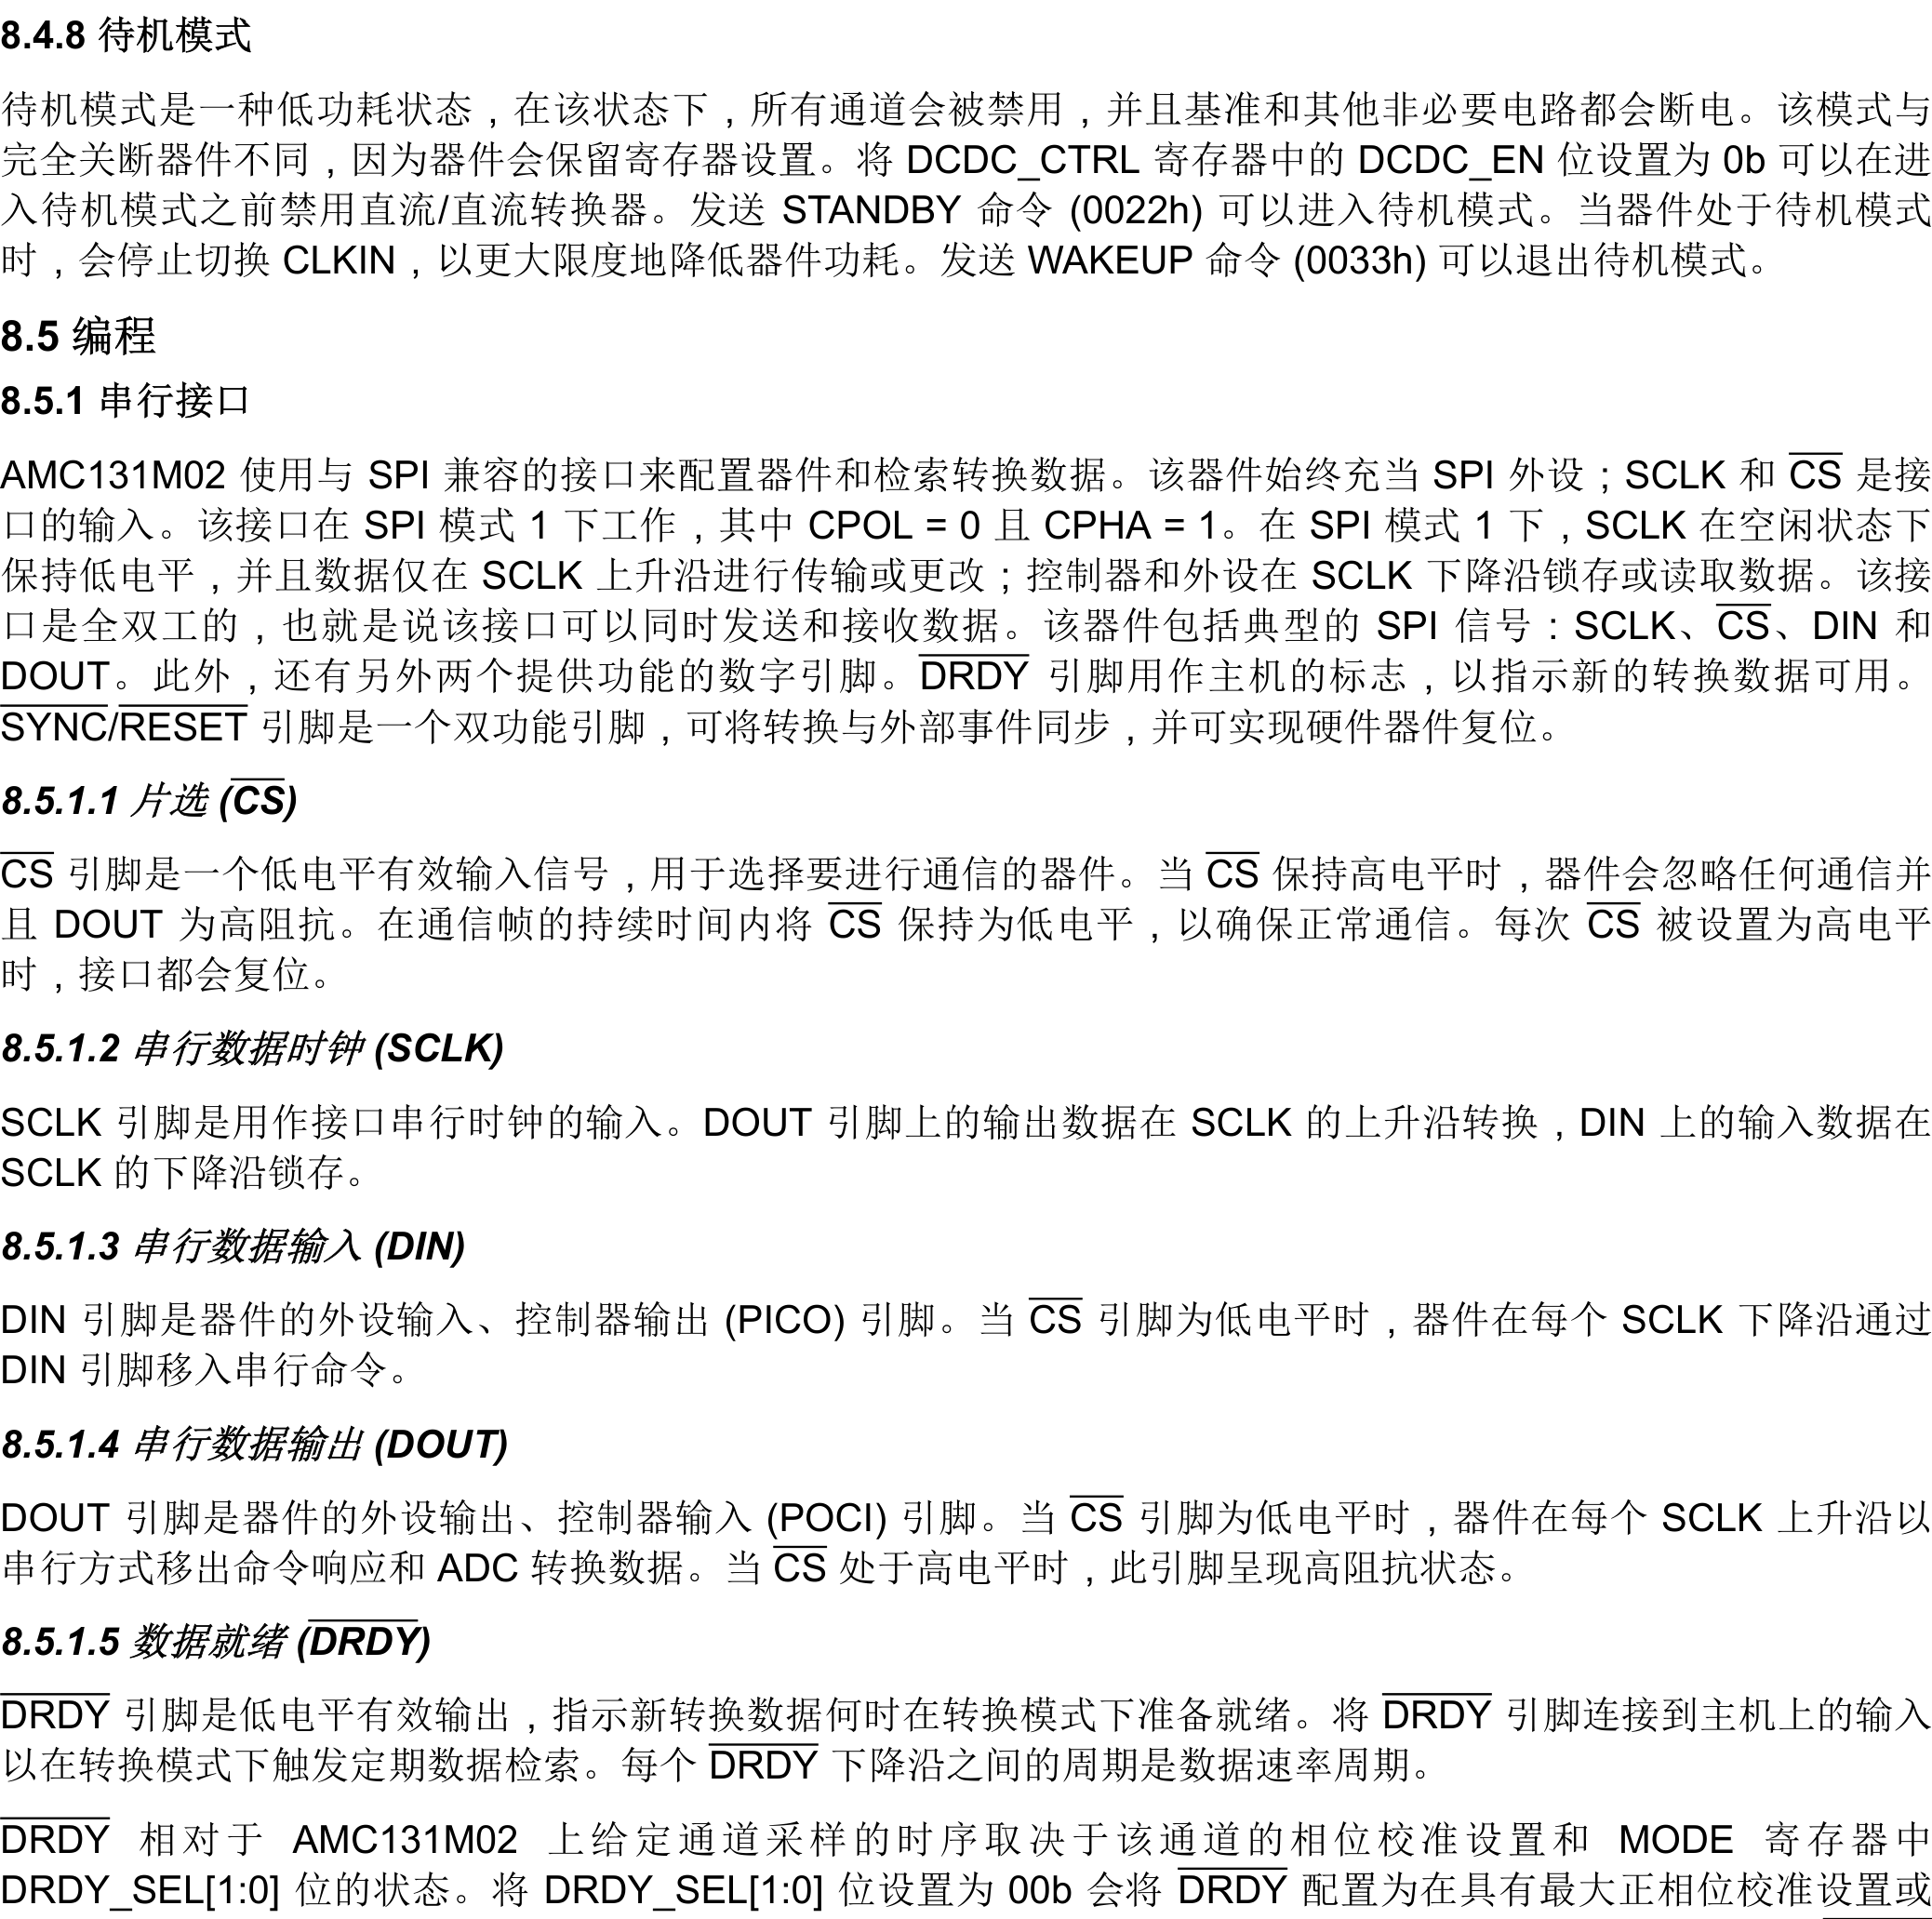 8.4.8 待机模式
待机模式是一种低功耗状态，在该状态下，所有通道会被禁用，并且基准和其他非必要电路都会断电。该模式与
完全关断器件不同，因为器件会保留寄存器设置。将 DCDC_CTRL 寄存器中的 DCDC_EN 位设置为 0b 可以在进
入待机模式之前禁用直流/直流转换器。发送 STANDBY 命令 (0022h) 可以进入待机模式。当器件处于待机模式
时，会停止切换 CLKIN，以更大限度地降低器件功耗。发送 WAKEUP 命令 (0033h) 可以退出待机模式。
8.5 编程
8.5.1 串行接口
AMC131M02 使用与 SPI 兼容的接口来配置器件和检索转换数据。该器件始终充当 SPI 外设；SCLK 和 C̅S̅ 是接
口的输入。该接口在 SPI 模式 1 下工作，其中 CPOL = 0 且 CPHA = 1。在 SPI 模式 1 下，SCLK 在空闲状态下
保持低电平，并且数据仅在 SCLK 上升沿进行传输或更改；控制器和外设在 SCLK 下降沿锁存或读取数据。该接
口是全双工的，也就是说该接口可以同时发送和接收数据。该器件包括典型的 SPI 信号：SCLK、C̅S̅、DIN 和
DOUT。此外，还有另外两个提供功能的数字引脚。D̅R̅D̅Y̅ 引脚用作主机的标志，以指示新的转换数据可用。
S̅Y̅N̅C̅/R̅E̅S̅E̅T̅ 引脚是一个双功能引脚，可将转换与外部事件同步，并可实现硬件器件复位。
8.5.1.1 片选 (C̅S̅)
C̅S̅ 引脚是一个低电平有效输入信号，用于选择要进行通信的器件。当 C̅S̅ 保持高电平时，器件会忽略任何通信并
且 DOUT 为高阻抗。在通信帧的持续时间内将 C̅S̅ 保持为低电平，以确保正常通信。每次 C̅S̅ 被设置为高电平
时，接口都会复位。
8.5.1.2 串行数据时钟 (SCLK)
SCLK 引脚是用作接口串行时钟的输入。DOUT 引脚上的输出数据在 SCLK 的上升沿转换，DIN 上的输入数据在
SCLK 的下降沿锁存。
8.5.1.3 串行数据输入 (DIN)
DIN 引脚是器件的外设输入、控制器输出 (PICO) 引脚。当 C̅S̅ 引脚为低电平时，器件在每个 SCLK 下降沿通过
DIN 引脚移入串行命令。
8.5.1.4 串行数据输出 (DOUT)
DOUT 引脚是器件的外设输出、控制器输入 (POCI) 引脚。当 C̅S̅ 引脚为低电平时，器件在每个 SCLK 上升沿以
串行方式移出命令响应和 ADC 转换数据。当 C̅S̅ 处于高电平时，此引脚呈现高阻抗状态。
8.5.1.5 数据就绪 (D̅R̅D̅Y̅)
D̅R̅D̅Y̅ 引脚是低电平有效输出，指示新转换数据何时在转换模式下准备就绪。将 D̅R̅D̅Y̅ 引脚连接到主机上的输入
以在转换模式下触发定期数据检索。每个 D̅R̅D̅Y̅ 下降沿之间的周期是数据速率周期。
D̅R̅D̅Y̅ 相对于 AMC131M02 上给定通道采样的时序取决于该通道的相位校准设置和 MODE 寄存器中
DRDY_SEL[1:0] 位的状态。将 DRDY_SEL[1:0] 位设置为 00b 会将 D̅R̅D̅Y̅ 配置为在具有最大正相位校准设置或